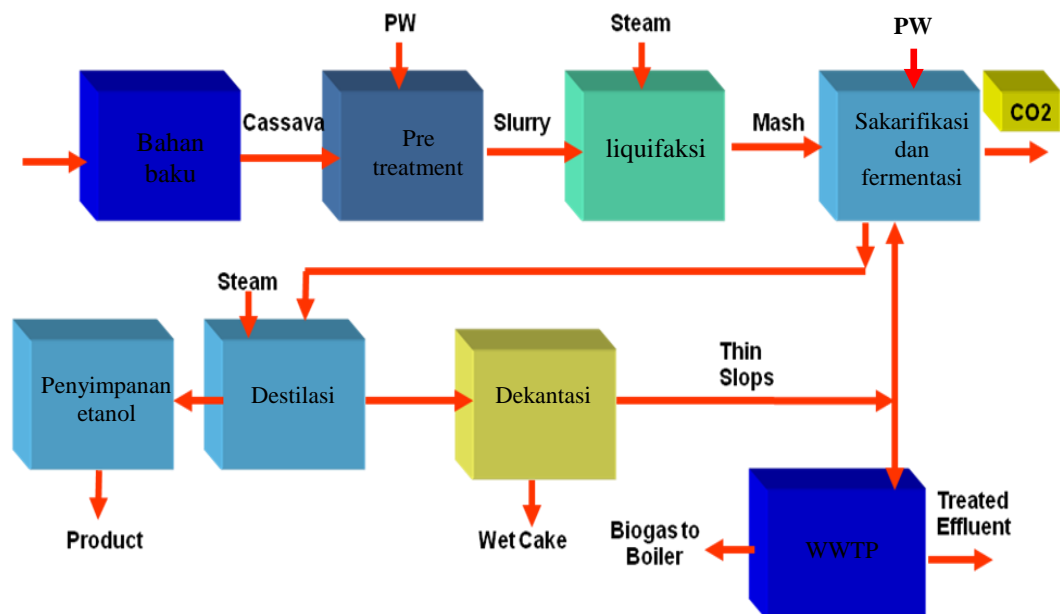 PW
Steam
PW
Bahan
baku
Cassava
Pre
treatment
Slurry
liquifaksi
Mash
Sakarifikasi
dan
fermentasi
CO2
Steam
Penyimpanan
etanol
Destilasi
Dekantasi
Thin
Slops
Product
Wet Cake
Biogas to
Boiler
WWTP
Treated
Effluent